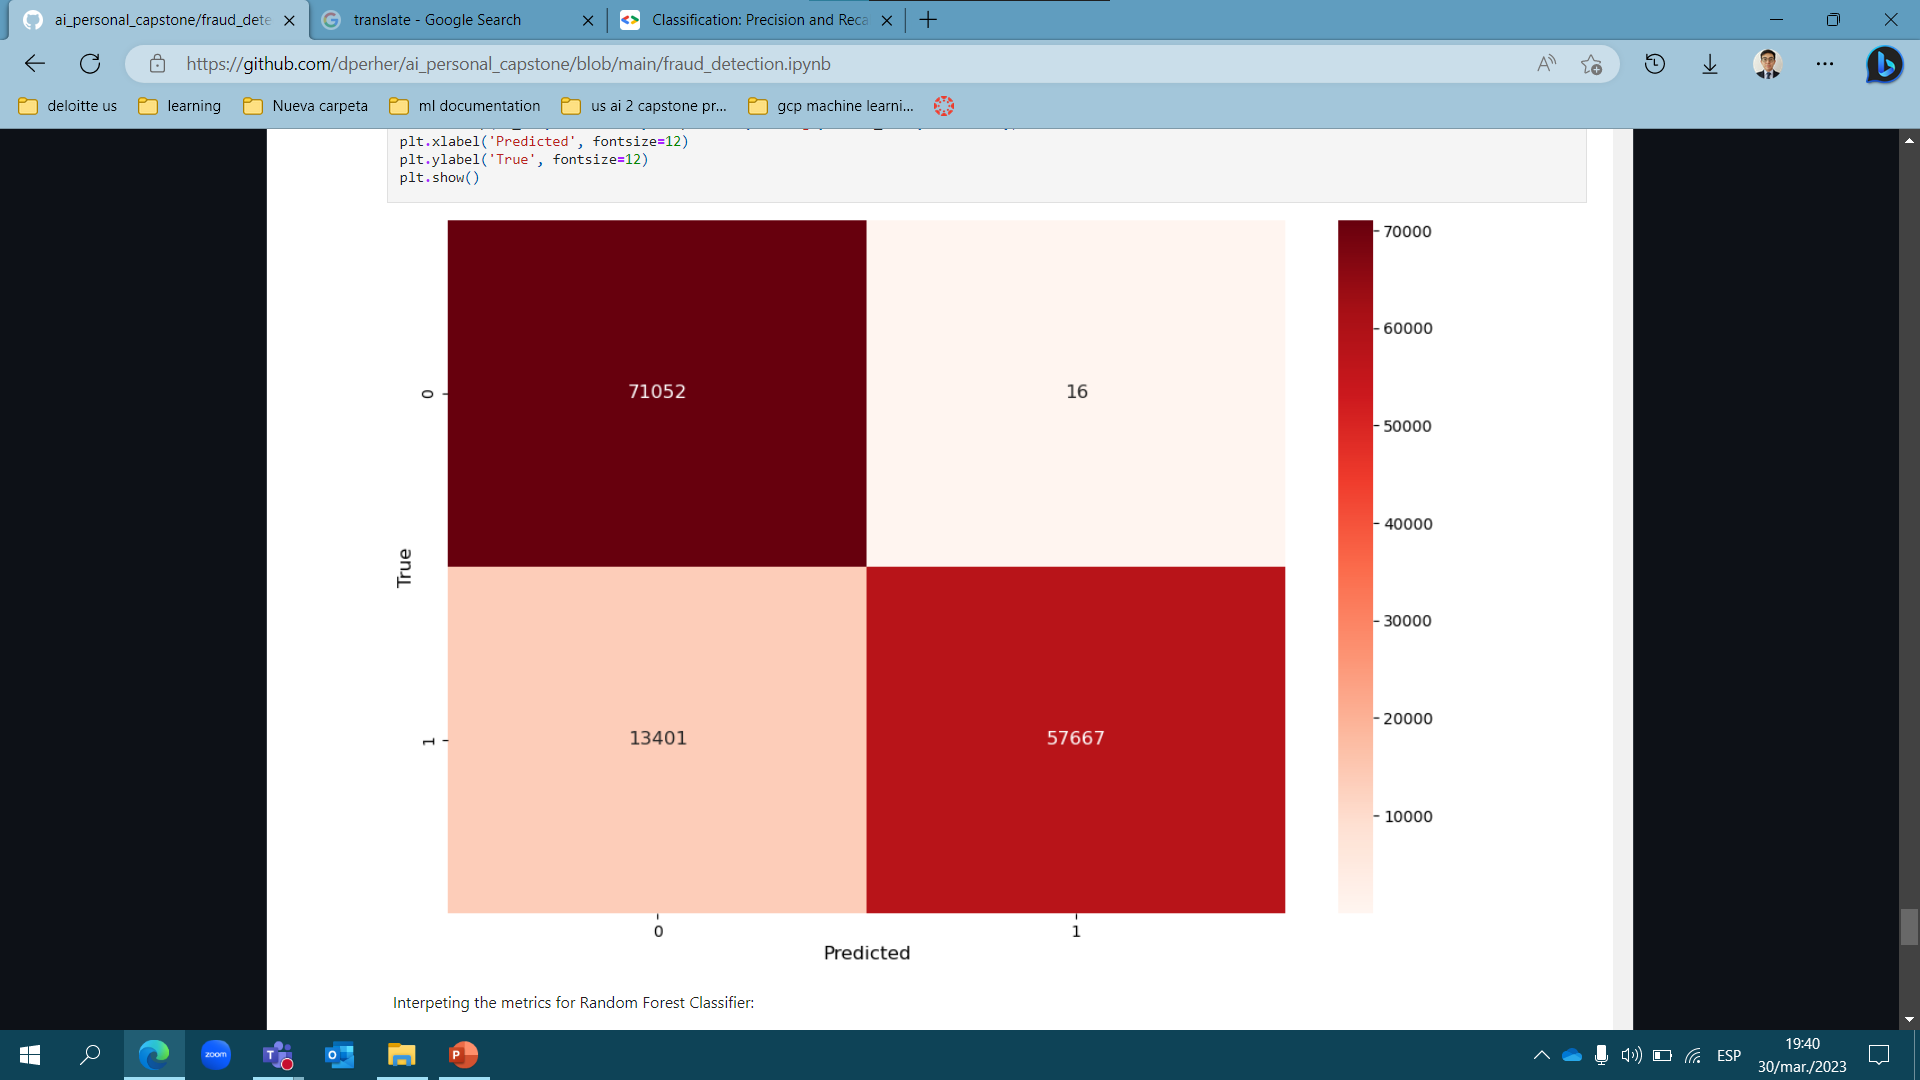 ai_personal_capstone/fraud_dete
translate - Google Search
Classification: Precision and Reca
https://github.com/dperher/ai_personal_capstone/blob/main/fraud_detection.ipynb
deloitte us
learning
Nueva carpeta
ml documentation
us ai 2 capstone pr...
gcp machine learni...
plt.xlabel('Predicted', fontsize=12)
plt.ylabel('True', fontsize=12)
plt.show()
70000
60000
71052
16
0
50000
40000
True
30000
20000
13401
57667
1
10000
0
1
Predicted
Interpeting the metrics for Random Forest Classifier:
zoom
ESP
19:40
30/mar./2023